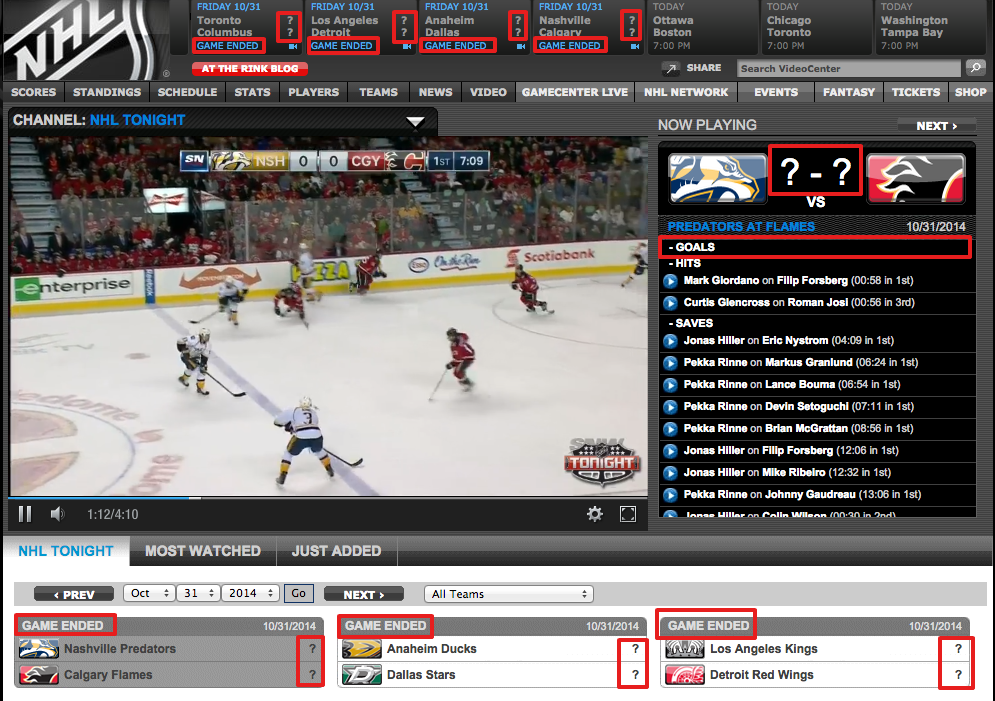 NHL
®
FRIDAY 10/31
Toronto ?
Columbus ?
GAME ENDED
FRIDAY 10/31
Los Angeles ?
Detroit ?
GAME ENDED
FRIDAY 10/31
Anaheim ?
Dallas ?
GAME ENDED
FRIDAY 10/31
Nashville ?
Calgary ?
GAME ENDED
TODAY
Ottawa
Boston
7:00 PM
TODAY
Chicago
Toronto
7:00 PM
TODAY
Washington
Tampa Bay
7:00 PM
AT THE RINK BLOG
SHARE
Search VideoCenter
SCORES STANDINGS SCHEDULE STATS PLAYERS TEAMS NEWS VIDEO GAMECENTER LIVE NHL NETWORK EVENTS FANTASY TICKETS SHOP
CHANNEL: NHL TONIGHT
SN NSH 0 0 CGY 1ST 7:09
enterprise
PIZZA
Esso On the Run
Scotiabank
3
TONIGHT
1:12/4:10
NOW PLAYING
NEXT ›
? - ?
VS
PREDATORS AT FLAMES 10/31/2014
- GOALS
- HITS
Mark Giordano on Filip Forsberg (00:58 in 1st)
Curtis Glencross on Roman Josi (00:56 in 3rd)
- SAVES
Jonas Hiller on Eric Nystrom (04:09 in 1st)
Pekka Rinne on Markus Granlund (06:24 in 1st)
Pekka Rinne on Lance Bouma (06:54 in 1st)
Pekka Rinne on Devin Setoguchi (07:11 in 1st)
Pekka Rinne on Brian McGrattan (08:56 in 1st)
Jonas Hiller on Filip Forsberg (12:06 in 1st)
Jonas Hiller on Mike Ribeiro (12:32 in 1st)
Pekka Rinne on Johnny Gaudreau (13:06 in 1st)
Jonas Hiller on Colin Wilson (00:30 in 2nd)
NHL TONIGHT MOST WATCHED JUST ADDED
‹ PREV Oct 31 2014 Go NEXT › All Teams
GAME ENDED 10/31/2014
Nashville Predators ?
Calgary Flames ?
GAME ENDED 10/31/2014
Anaheim Ducks ?
Dallas Stars ?
GAME ENDED 10/31/2014
Los Angeles Kings ?
Detroit Red Wings ?